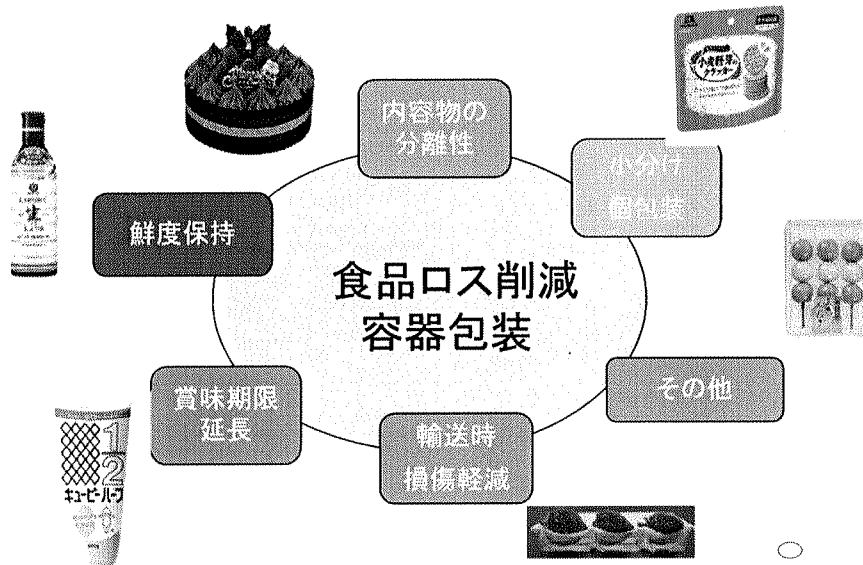 内容物の
分離性
小分け
個包装
鮮度保持
生
食品ロス削減
容器包装
小麦胚芽の
クラッカー
その他
賞味期限
延長
輸送時
損傷軽減
1/2
キユーピーハーフ